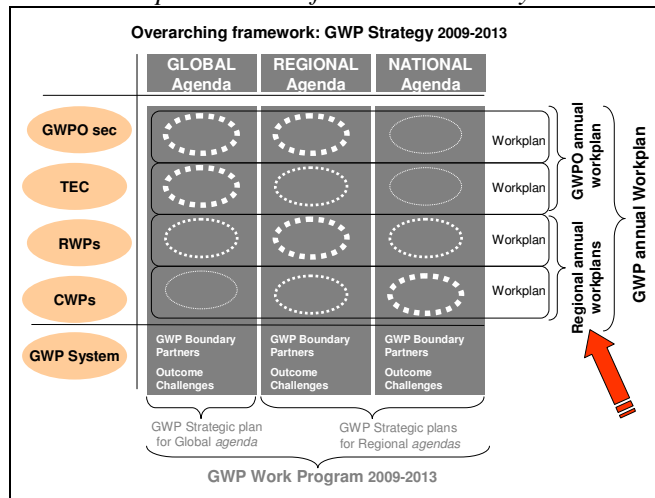 Overarching framework: GWP Strategy 2009-2013
GLOBAL
Agenda
REGIONAL
Agenda
NATIONAL
Agenda
GWPO sec
Workplan
TEC
Workplan
RWPs
Workplan
CWPs
Workplan
GWPO annual
workplan
Regional annual
workplans
GWP annual Workplan
GWP System
GWP Boundary
Partners
Outcome
Challenges
GWP Boundary
Partners
Outcome
Challenges
GWP Boundary
Partners
Outcome
Challenges
GWP Strategic plan
for Global agenda
GWP Strategic plans
for Regional agendas
GWP Work Program 2009-2013